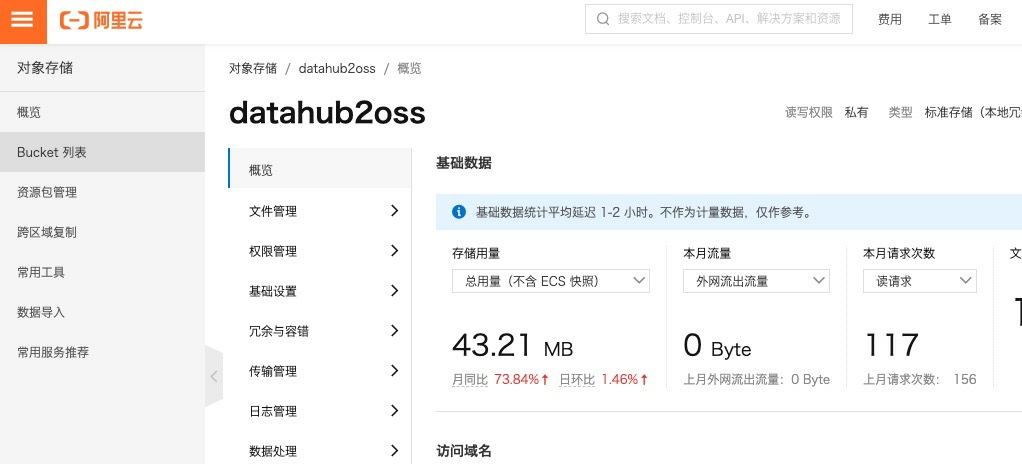 阿里云
搜索文档、控制台、API、解决方案和资源
费用 工单 备案
对象存储
概览
Bucket 列表
资源包管理
跨区域复制
常用工具
数据导入
常用服务推荐
对象存储 / datahub2oss / 概览
datahub2oss
读写权限 私有 类型 标准存储（本地冗
概览
文件管理
权限管理
基础设置
冗余与容错
传输管理
日志管理
数据处理
基础数据
基础数据统计平均延迟 1-2 小时。不作为计量数据，仅作参考。
存储用量
总用量（不含 ECS 快照）
43.21 MB
月同比 73.84%↑ 日环比 1.46%↑
本月流量
外网流出流量
0 Byte
上月外网流出流量：0 Byte
本月请求次数
读请求
117
上月请求次数： 156
文
1
访问域名